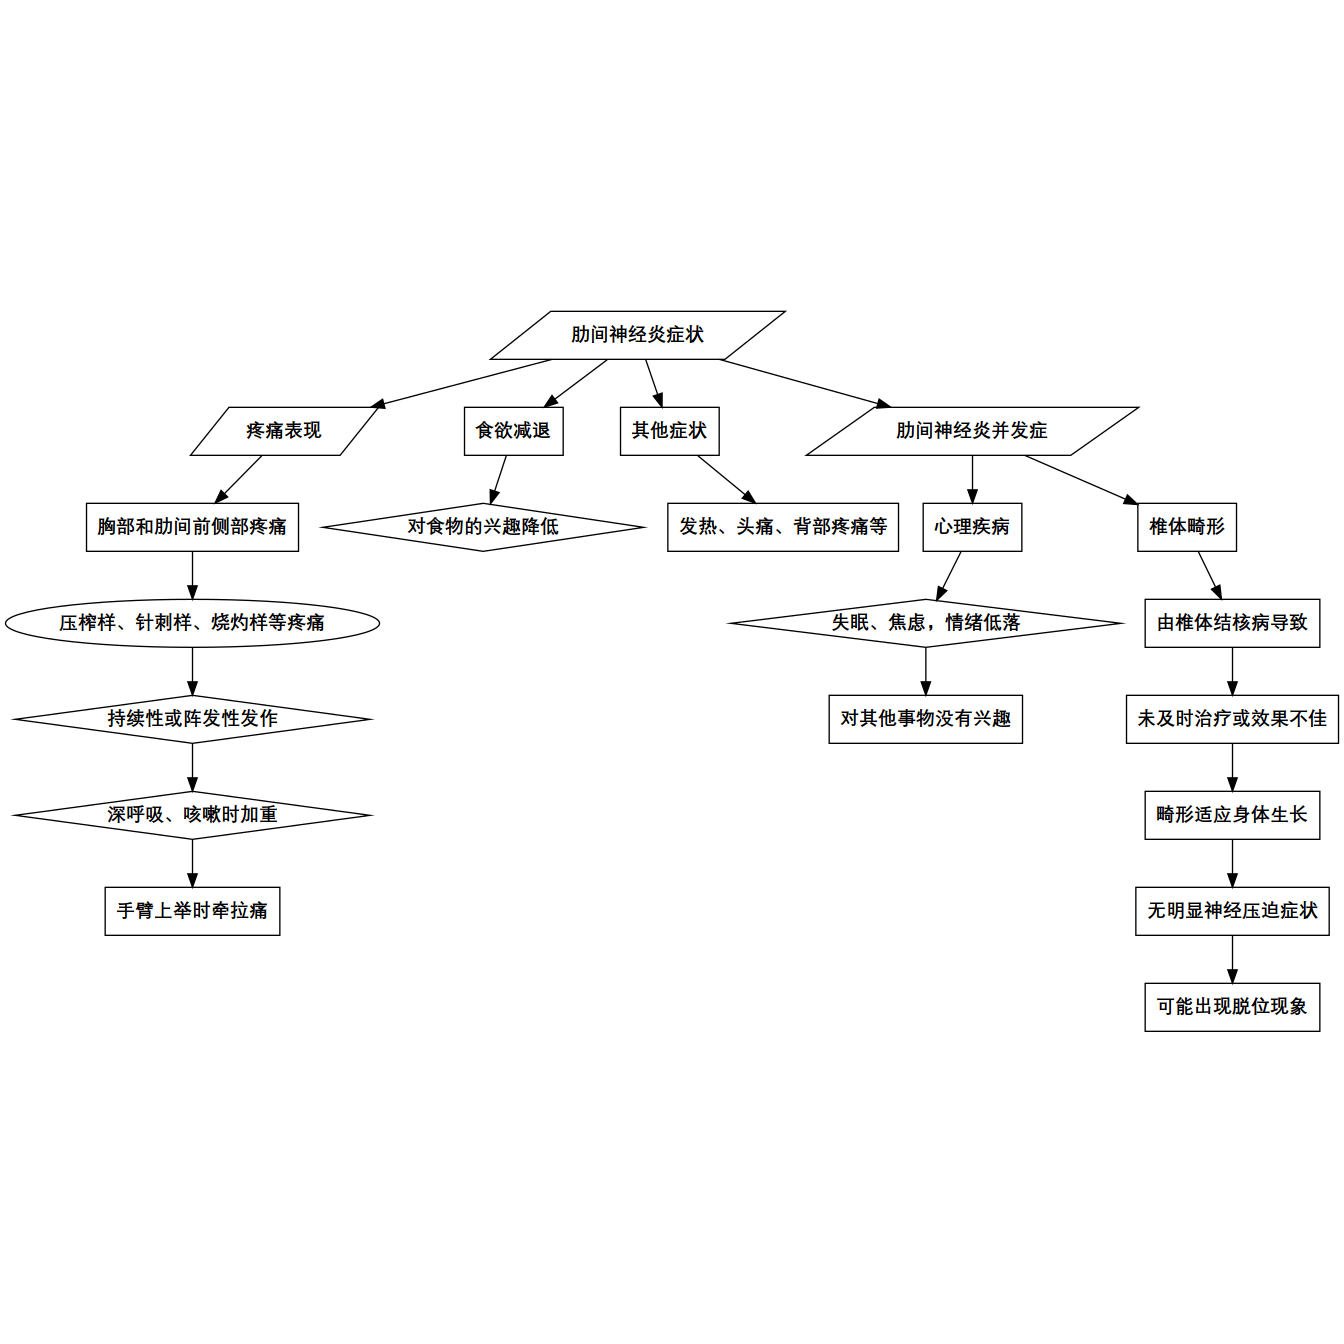 肋间神经炎症状
疼痛表现
食欲减退
其他症状
肋间神经炎并发症
胸部和肋间前侧部疼痛
对食物的兴趣降低
发热、头痛、背部疼痛等
心理疾病
椎体畸形
压榨样、针刺样、烧灼样等疼痛
失眠、焦虑，情绪低落
由椎体结核病导致
持续性或阵发性发作
对其他事物没有兴趣
未及时治疗或效果不佳
深呼吸、咳嗽时加重
畸形适应身体生长
手臂上举时牵拉痛
无明显神经压迫症状
可能出现脱位现象